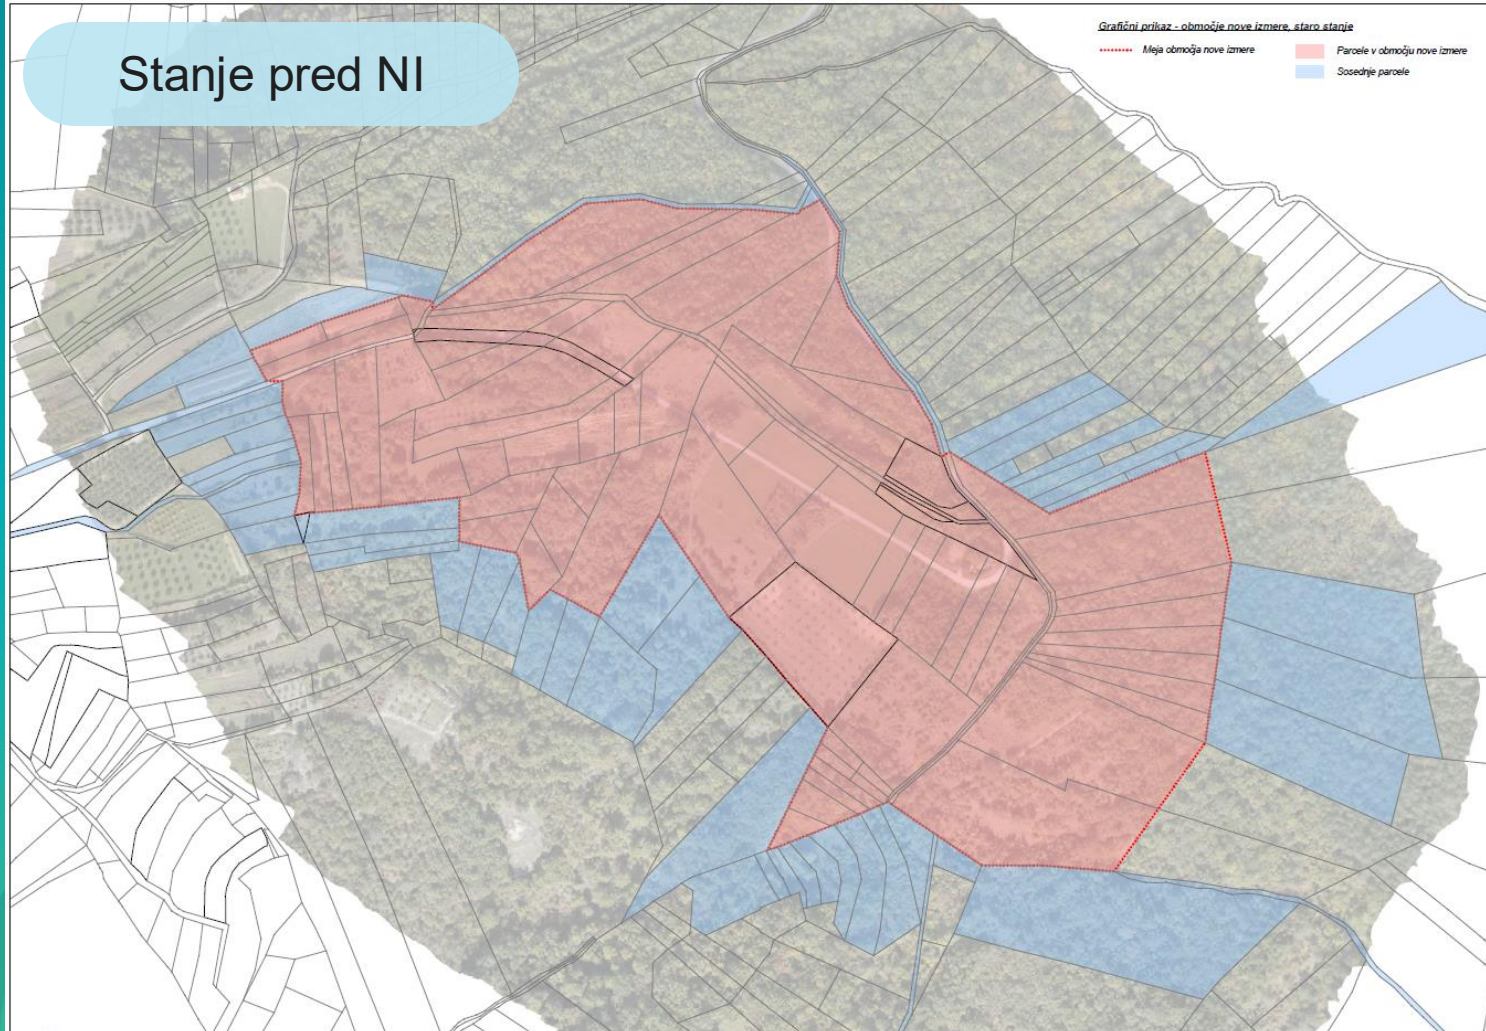 Stanje pred NI
Grafični prikaz - območje nove izmere, staro stanje
Meja območja nove izmere
Parcele v območju nove izmere
Sosednje parcele